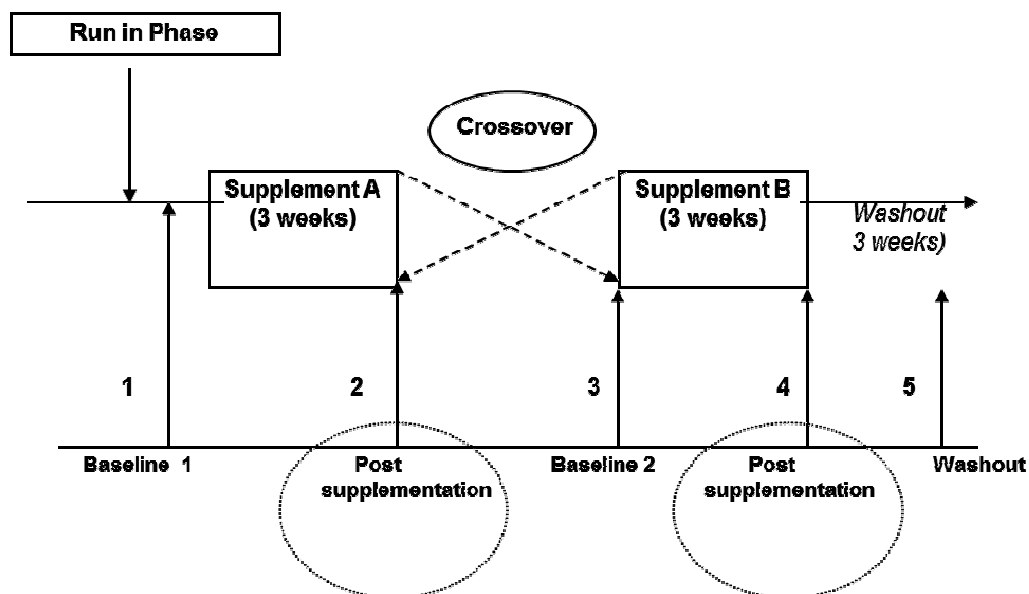 Run in Phase
Crossover
Supplement A
(3 weeks)
Supplement B
(3 weeks)
Washout
3 weeks)
1
2
3
4
5
Baseline 1
Post
supplementation
Baseline 2
Post
supplementation
Washout